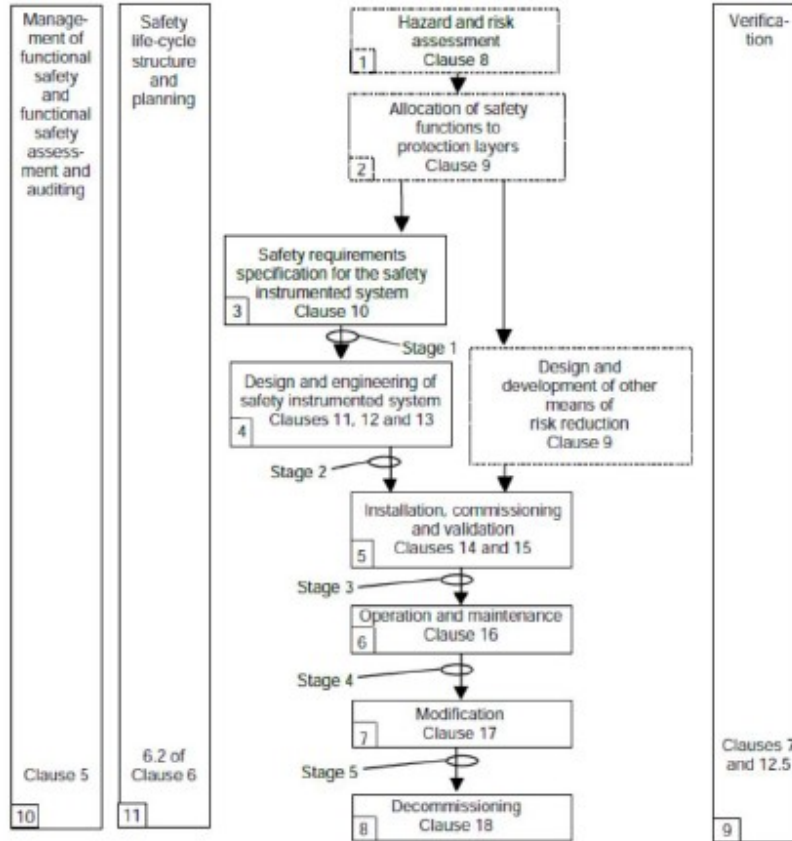 Manage-
ment of
functional
safety
and
functional
safety
assess-
ment and
auditing
Clause 5
10
Safety
life-cycle
structure
and
planning
6.2 of
Clause 6
11
Hazard and risk
assessment
Clause 8
1
Allocation of safety
functions to
protection layers
Clause 9
2
Safety requirements
specification for the safety
instrumented system
Clause 10
3
Stage 1
Design and engineering of
safety instrumented system
Clauses 11, 12 and 13
4
Design and
development of other
means of
risk reduction
Clause 9
Stage 2
Installation, commissioning
and validation
Clauses 14 and 15
5
Stage 3
Operation and maintenance
Clause 16
6
Stage 4
Modification
Clause 17
7
Stage 5
Decommissioning
Clause 18
8
Verifica-
tion
Clauses 7
and 12.5
9